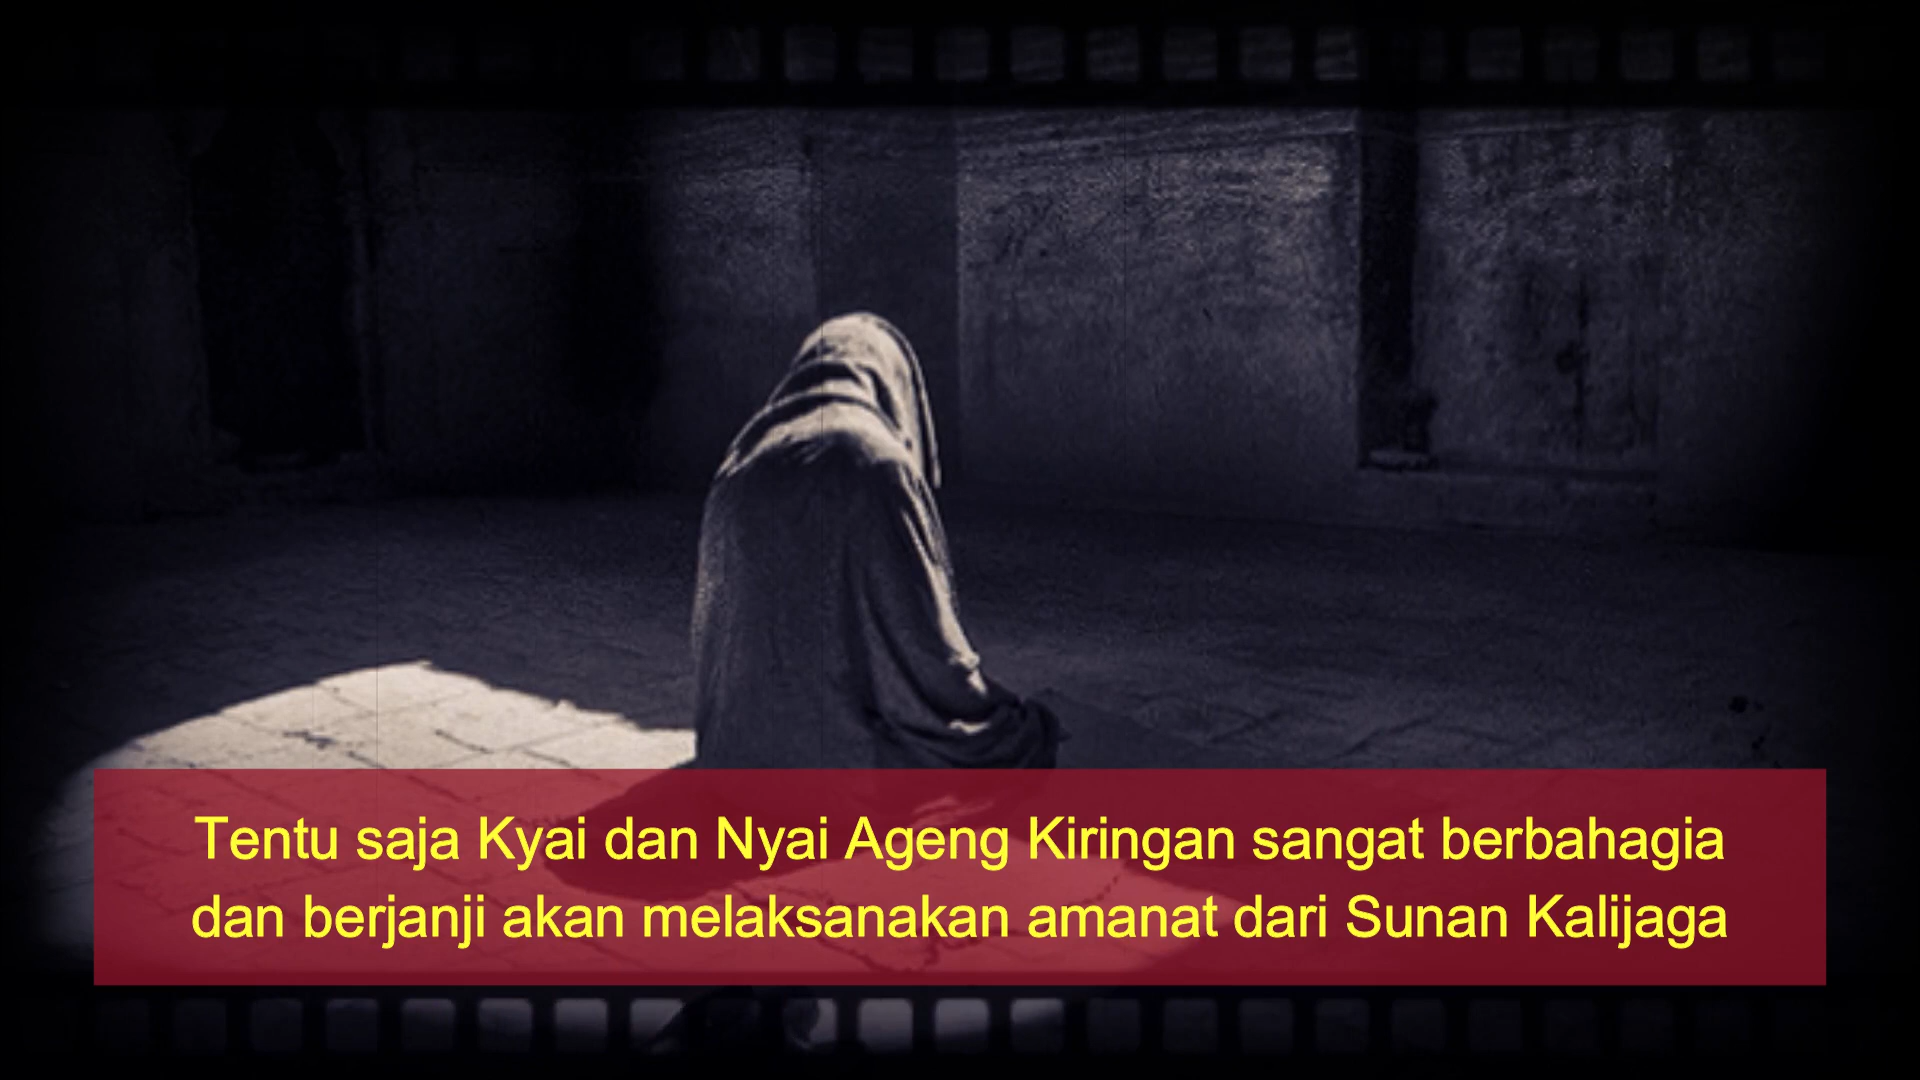 Tentu saja Kyai dan Nyai Ageng Kiringan sangat berbahagia
dan berjanji akan melaksanakan amanat dari Sunan Kalijaga